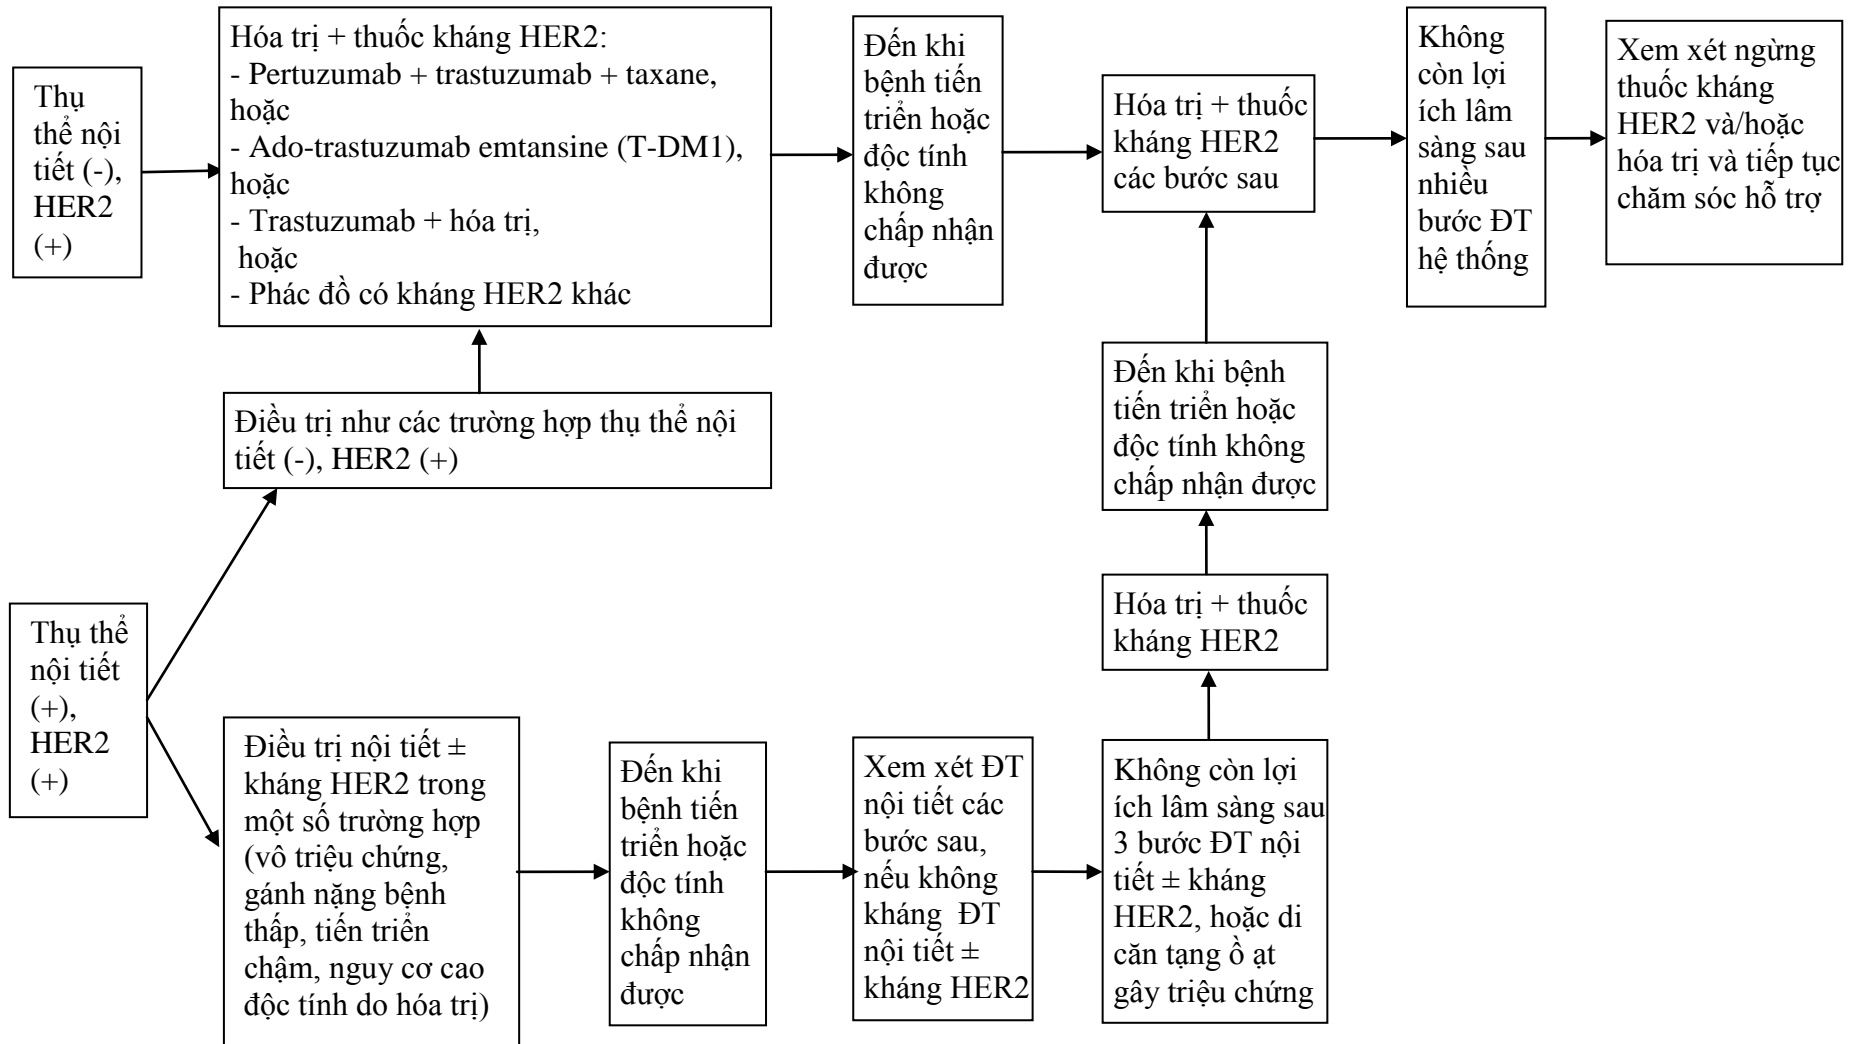 Thụ
thể nội
tiết (-),
HER2
(+)
Hóa trị + thuốc kháng HER2:
- Pertuzumab + trastuzumab + taxane,
hoặc
- Ado-trastuzumab emtansine (T-DM1),
hoặc
- Trastuzumab + hóa trị,
hoặc
- Phác đồ có kháng HER2 khác
Đến khi
bệnh tiến
triển hoặc
độc tính
không
chấp nhận
được
Hóa trị + thuốc
kháng HER2
các bước sau
Không
còn lợi
ích lâm
sàng sau
nhiều
bước ĐT
hệ thống
Xem xét ngừng
thuốc kháng
HER2 và/hoặc
hóa trị và tiếp tục
chăm sóc hỗ trợ
Điều trị như các trường hợp thụ thể nội
tiết (-), HER2 (+)
Đến khi bệnh
tiến triển hoặc
độc tính không
chấp nhận được
Hóa trị + thuốc
kháng HER2
Thụ thể
nội tiết
(+),
HER2
(+)
Điều trị nội tiết ±
kháng HER2 trong
một số trường hợp
(vô triệu chứng,
gánh nặng bệnh
thấp, tiến triển
chậm, nguy cơ cao
độc tính do hóa trị)
Đến khi
bệnh tiến
triển hoặc
độc tính
không
chấp nhận
được
Xem xét ĐT
nội tiết các
bước sau,
nếu không
kháng ĐT
nội tiết ±
kháng HER2
Không còn lợi
ích lâm sàng sau
3 bước ĐT nội
tiết ± kháng
HER2, hoặc di
căn tạng ồ ạt
gây triệu chứng